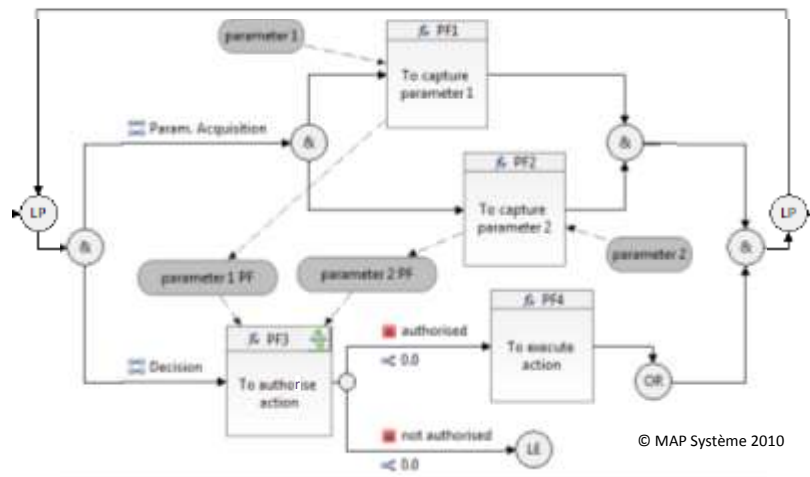 parameter 1
PF1
To capture
parameter 1
Param. Acquisition
&
&
PF2
To capture
parameter 2
LP
LP
&
&
parameter 1 PF
parameter 2 PF
parameter 2
PF3
To authorise
action
Decision
authorised
0.0
PF4
To execute
action
OR
not authorised
0.0
LE
© MAP Système 2010